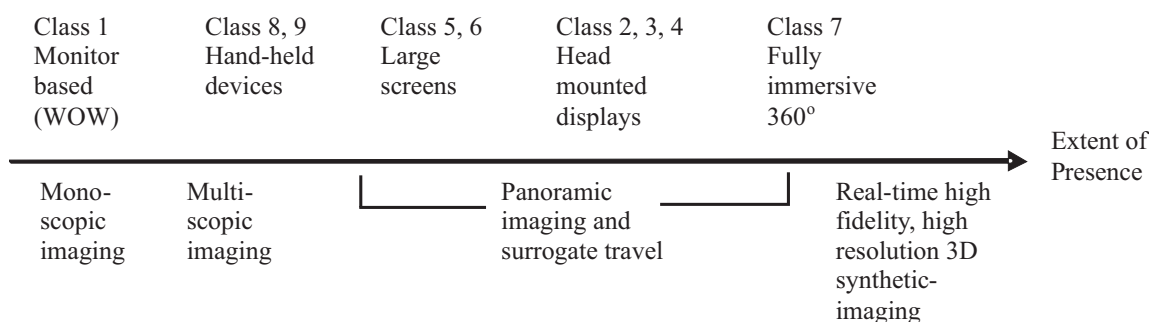 Class 1
Monitor
based
(WOW)
Class 8, 9
Hand-held
devices
Class 5, 6
Large
screens
Class 2, 3, 4
Head
mounted
displays
Class 7
Fully
immersive
360º
Extent of
Presence
Mono-
scopic
imaging
Multi-
scopic
imaging
Panoramic
imaging and
surrogate travel
Real-time high
fidelity, high
resolution 3D
synthetic-
imaging